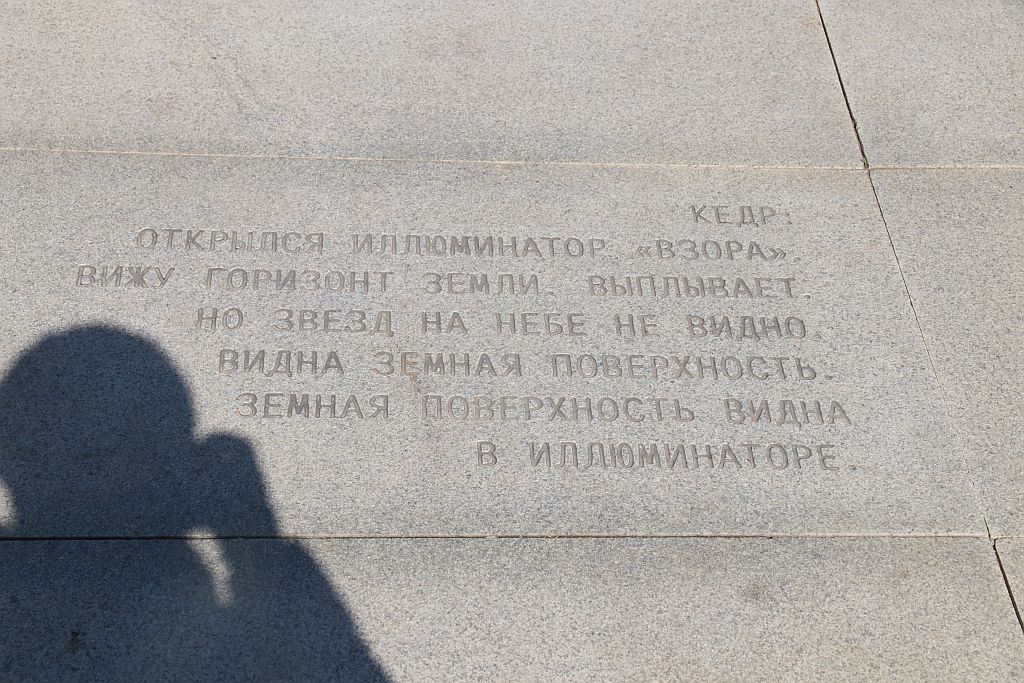 КЕДР:
ОТКРЫЛСЯ ИЛЛЮМИНАТОР «ВЗОРА».
ВИЖУ ГОРИЗОНТ ЗЕМЛИ. ВЫПЛЫВАЕТ.
НО ЗВЕЗД НА НЕБЕ НЕ ВИДНО.
ВИДНА ЗЕМНАЯ ПОВЕРХНОСТЬ.
ЗЕМНАЯ ПОВЕРХНОСТЬ ВИДНА
В ИЛЛЮМИНАТОРЕ.